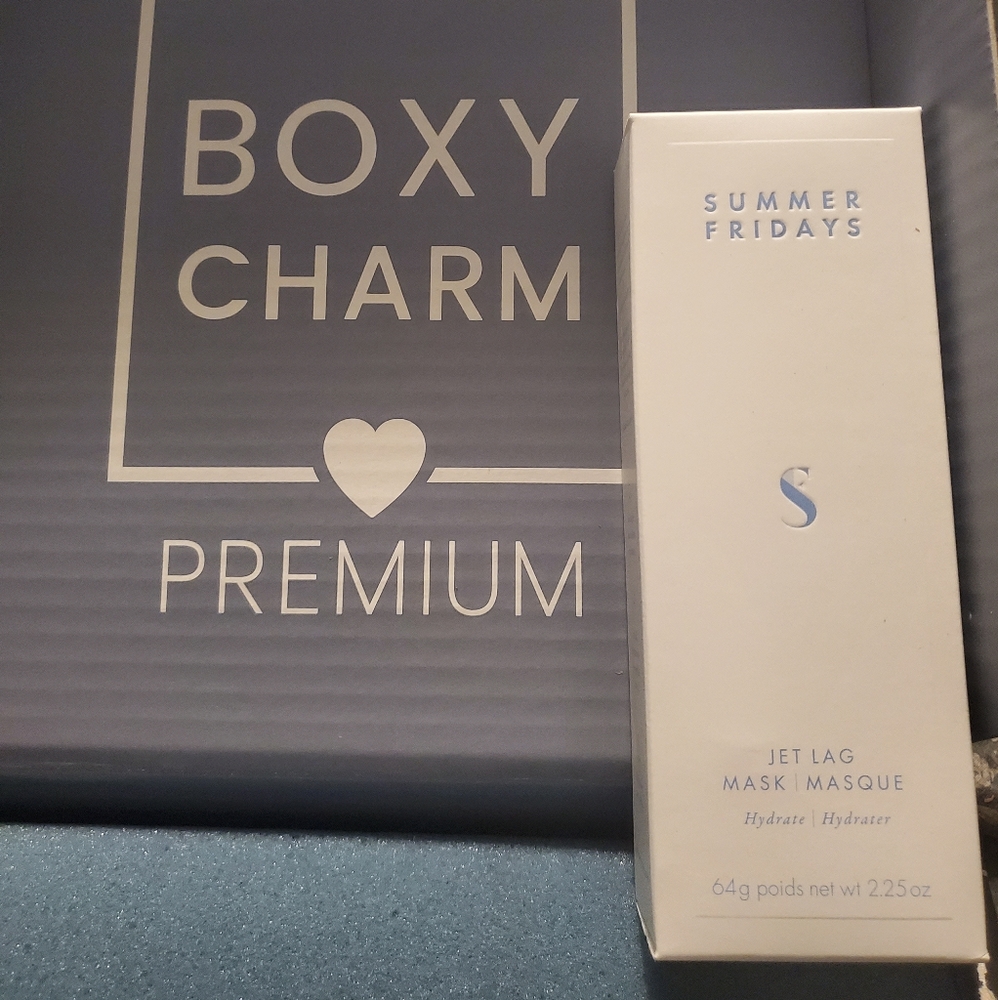 BOXY
CHARM
PREMIUM
SUMMER
FRIDAYS
S
JET LAG
MASK | MASQUE
Hydrate | Hydrater
64g poids net wt 2.25oz